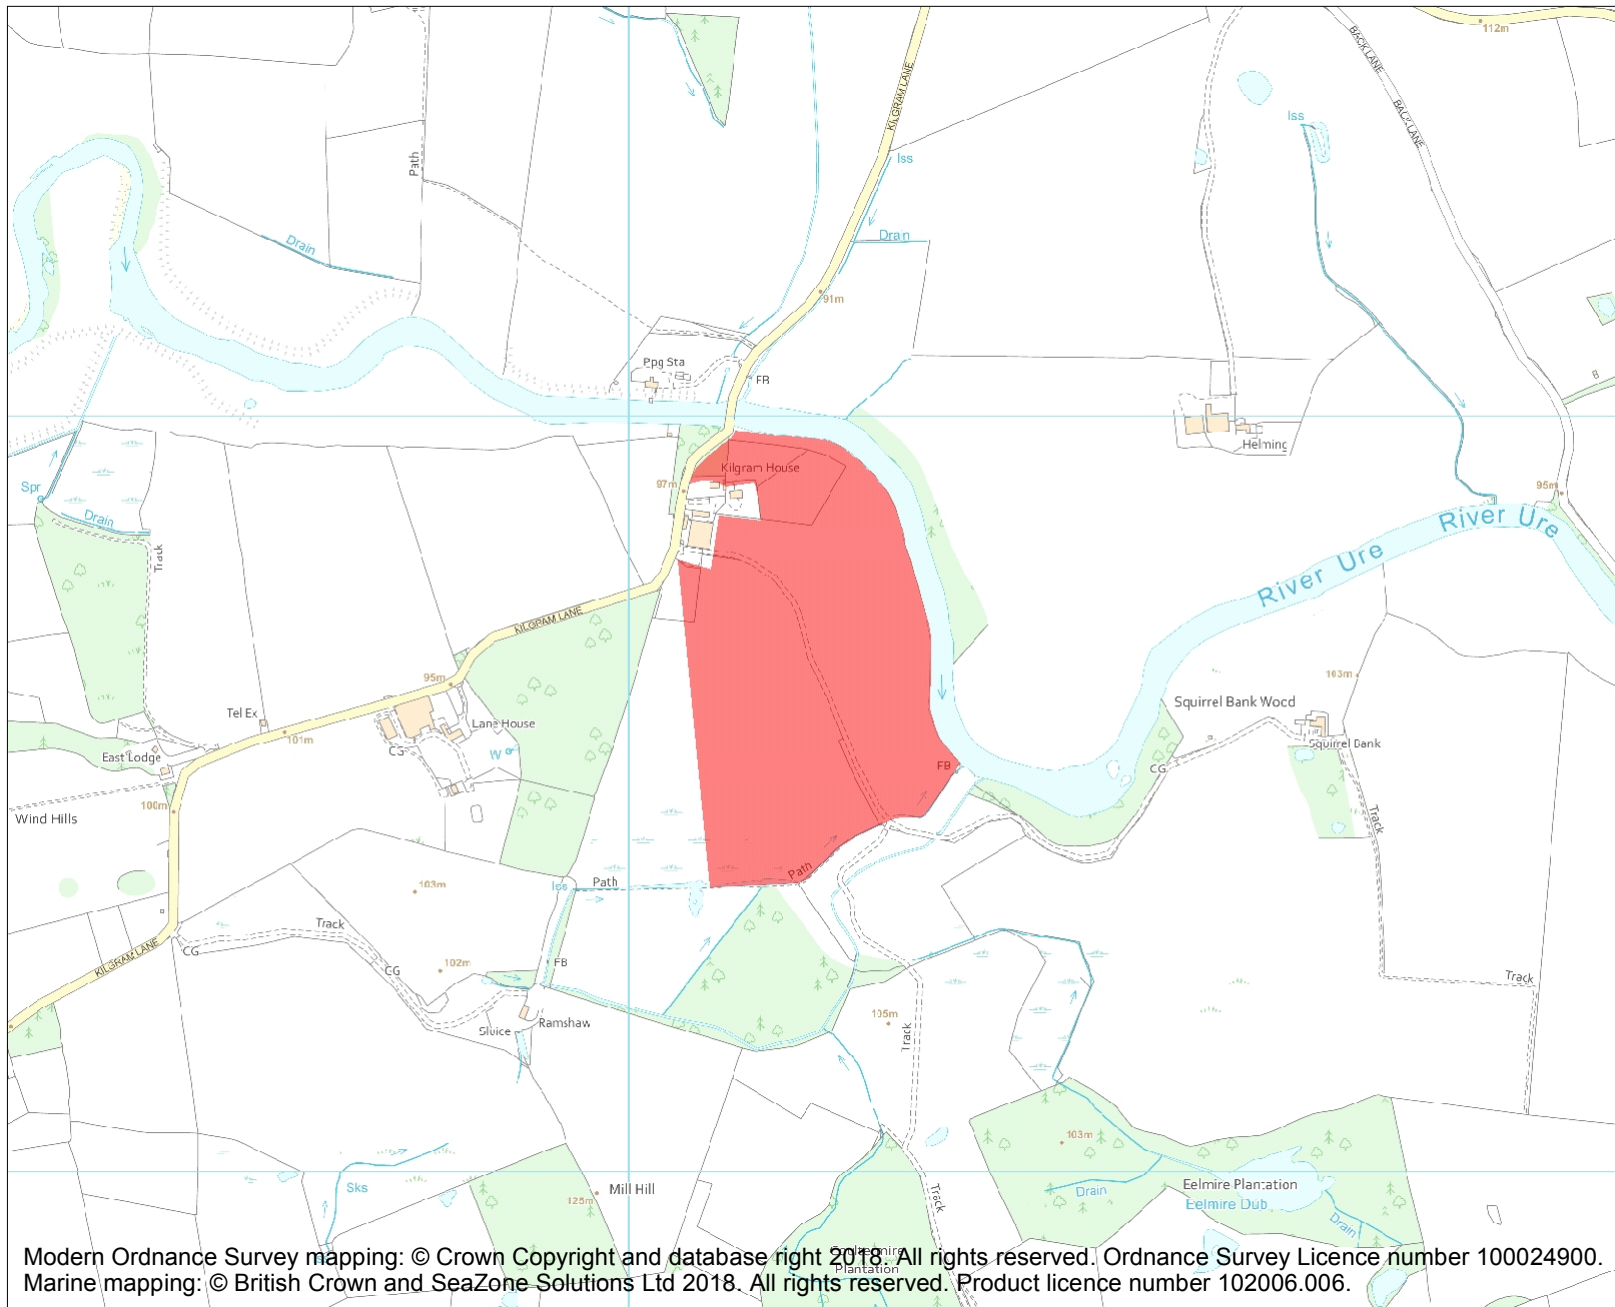 112m
BACK LANE
BACK LANE
KILGRAM LANE
Iss
Iss
Path
Drain
Drain
91m
Ppg Sta
FB
Helming
Kilgram House
97m
95m
Spr
Drain
Track
River Ure
River Ure
KILGRAM LANE
95m
103m
Squirrel Bank Wood
Tel Ex
Lane House
101m
CG
W
Squirrel Bank
East Lodge
FB
CG
100m
Wind Hills
Track
Path
103m
Iss
Path
Track
CG
KILGRAM LANE
CG
102m
FB
Track
105m
Sluice
Ramshaw
Track
103m
Sks
Mill Hill
125m
Track
Drain
Eelmire Plantation
Eelmire Dub
Drain
Coultermire
Plantation
Modern Ordnance Survey mapping: © Crown Copyright and database right 2018. All rights reserved. Ordnance Survey Licence number 100024900.
Marine mapping: © British Crown and SeaZone Solutions Ltd 2018. All rights reserved. Product licence number 102006.006.